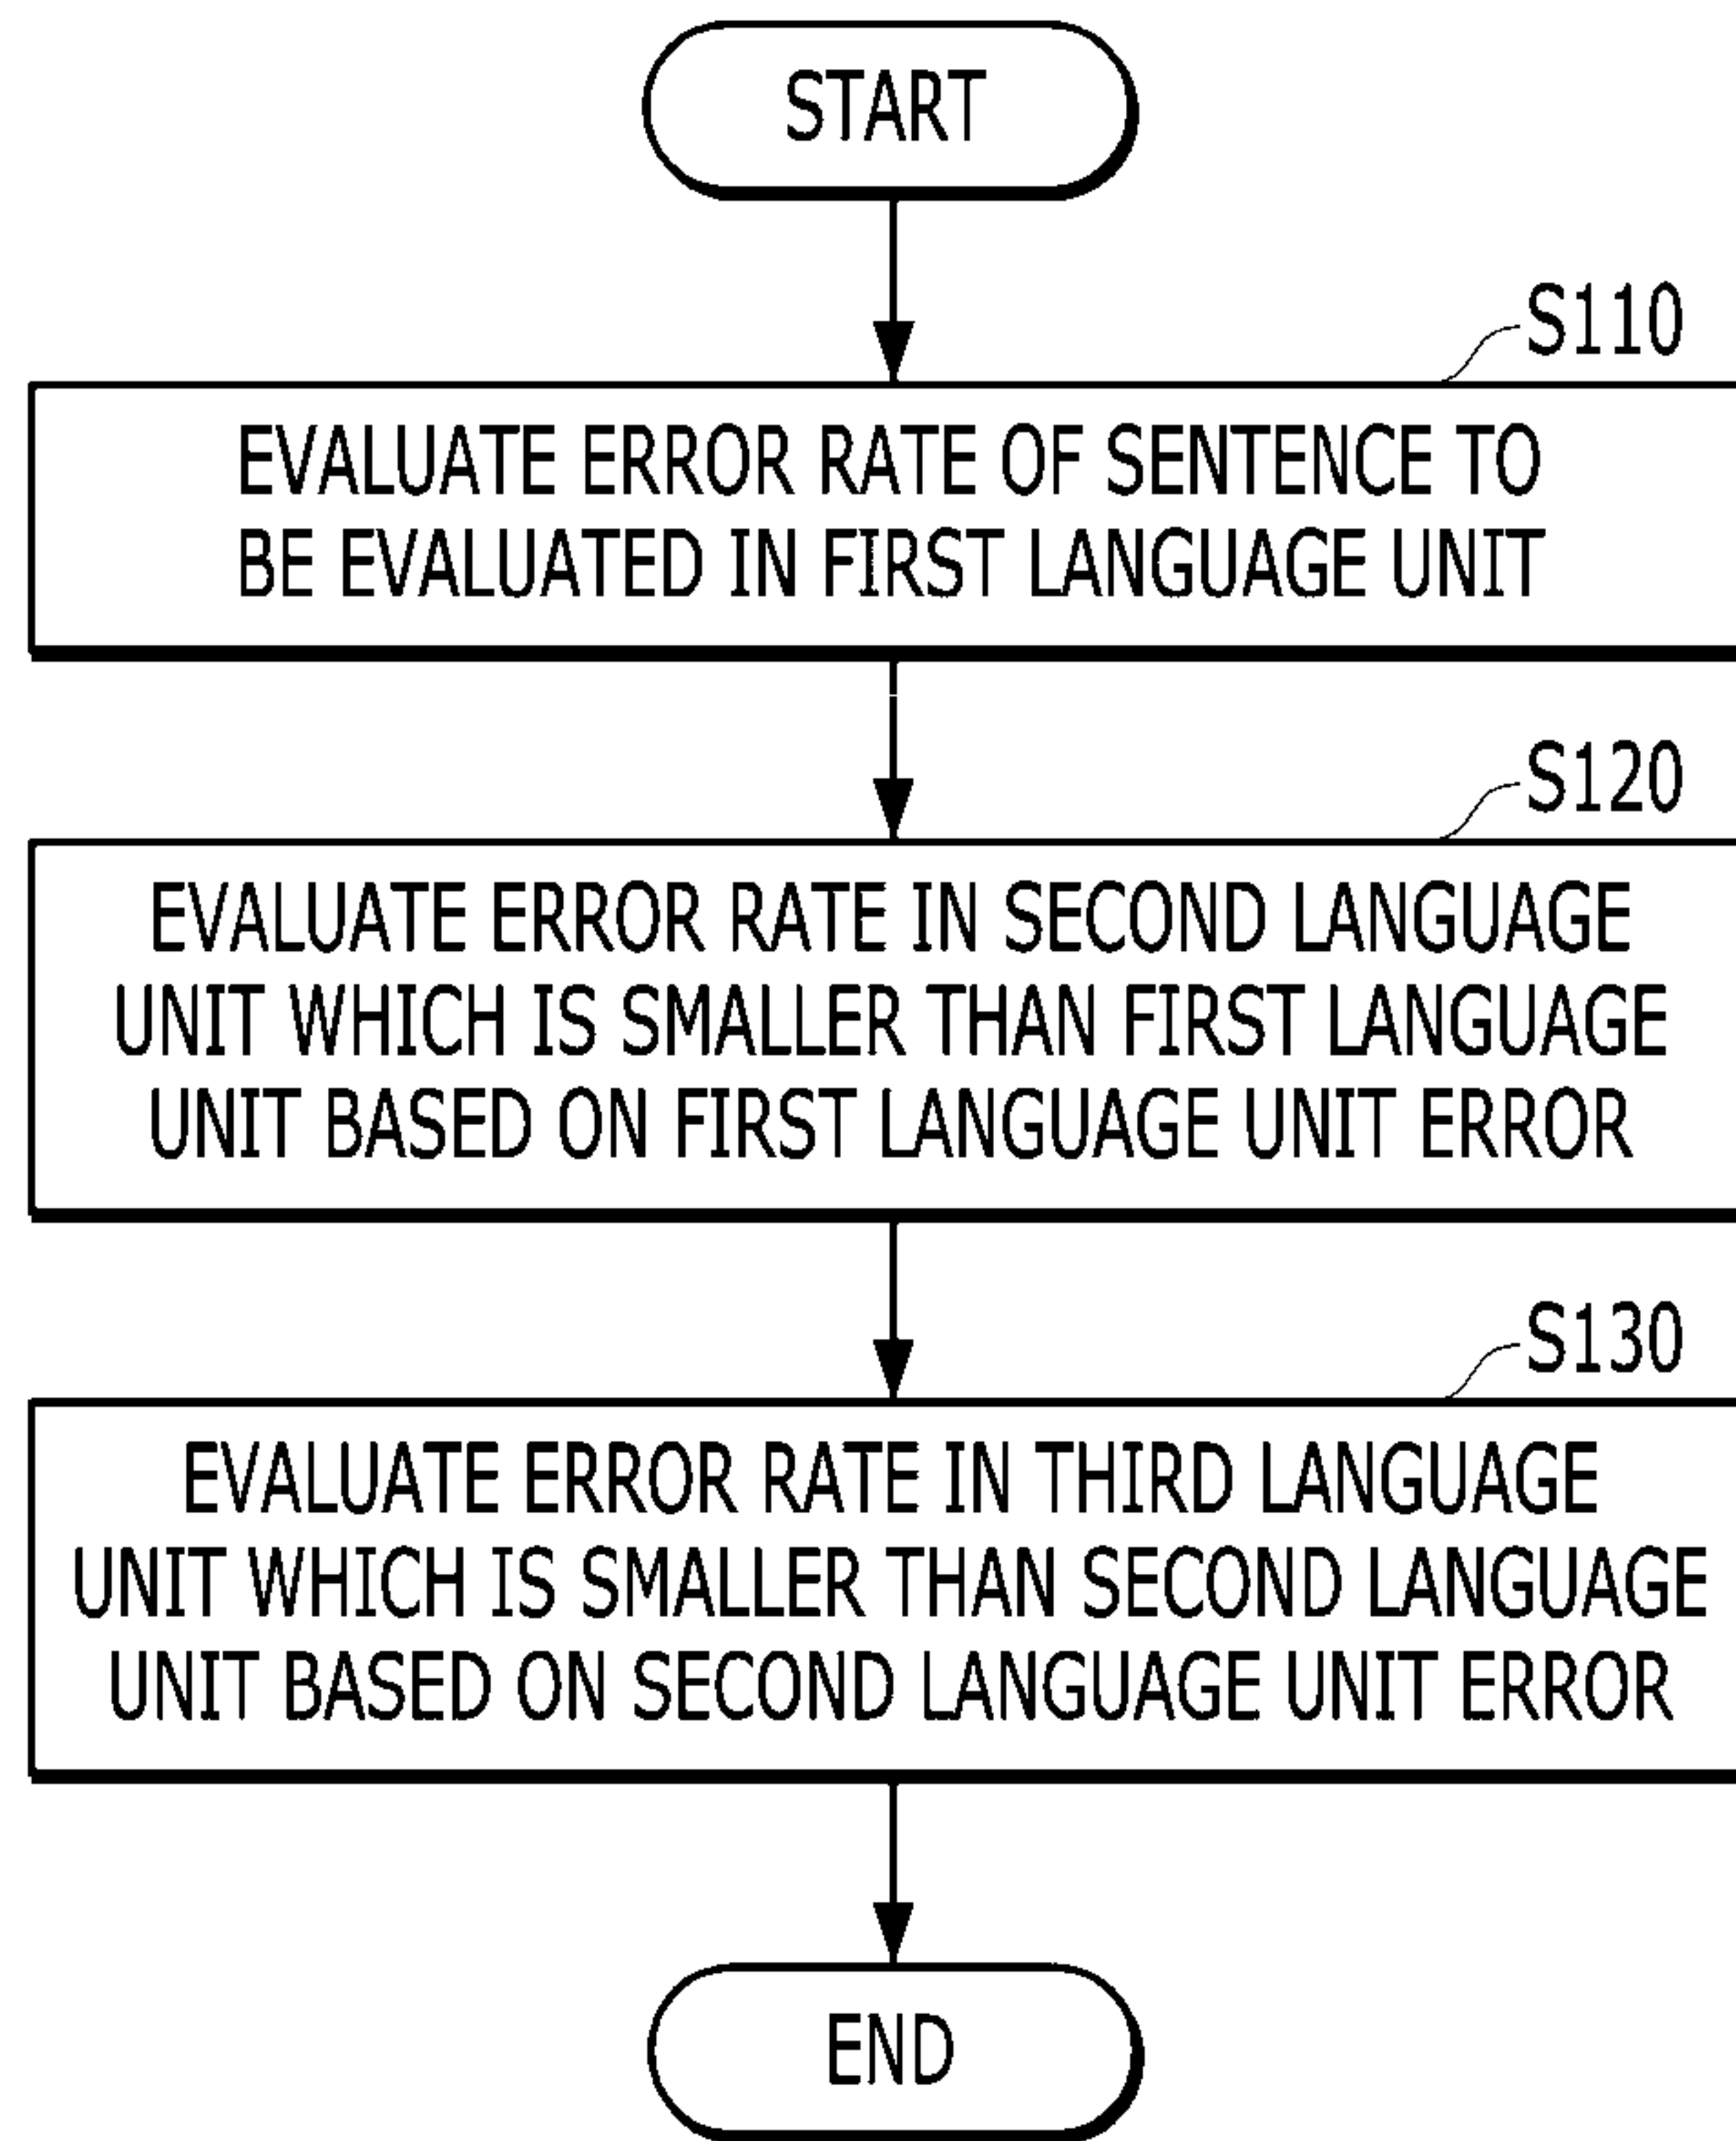 START
S110
EVALUATE ERROR RATE OF SENTENCE TO
BE EVALUATED IN FIRST LANGUAGE UNIT
S120
EVALUATE ERROR RATE IN SECOND LANGUAGE
UNIT WHICH IS SMALLER THAN FIRST LANGUAGE
UNIT BASED ON FIRST LANGUAGE UNIT ERROR
S130
EVALUATE ERROR RATE IN THIRD LANGUAGE
UNIT WHICH IS SMALLER THAN SECOND LANGUAGE
UNIT BASED ON SECOND LANGUAGE UNIT ERROR
END